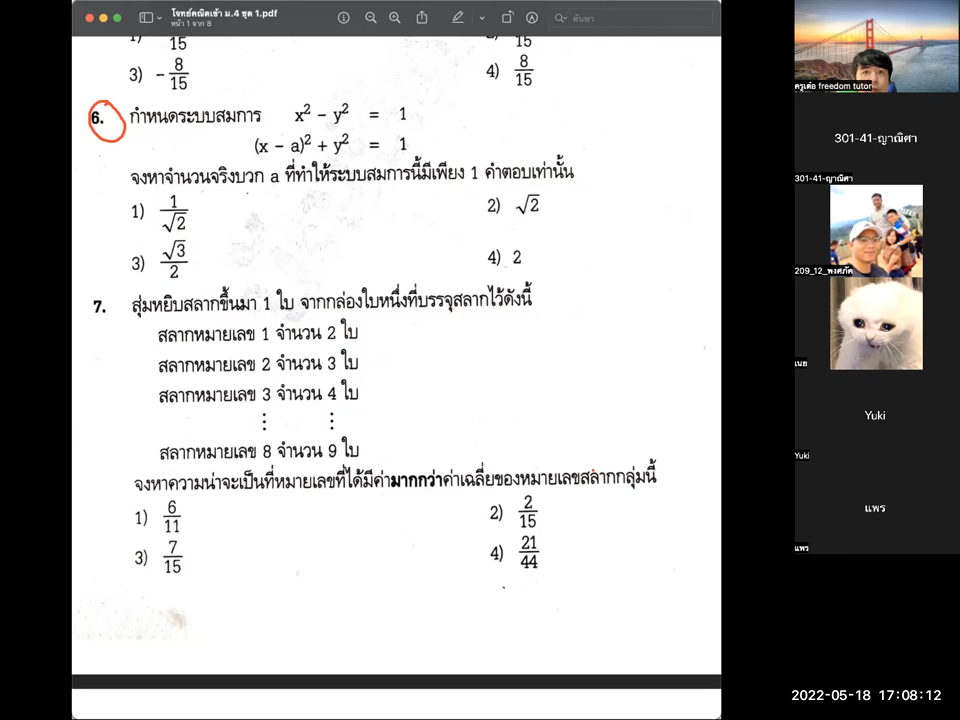 โจทย์คณิตเข้า ม.4 ชุด 1.pdf
หน้า 1 จาก 8
ค้นหา
15
15
3) - 8/15
4) 8/15
6. กำหนดระบบสมการ x² - y² = 1
(x - a)² + y² = 1
จงหาจำนวนจริงบวก a ที่ทำให้ระบบสมการนี้มีเพียง 1 คำตอบเท่านั้น
1) 1/√2
2) √2
3) √3/2
4) 2
7. สุ่มหยิบสลากขึ้นมา 1 ใบ จากกล่องใบหนึ่งที่บรรจุสลากไว้ดังนี้
สลากหมายเลข 1 จำนวน 2 ใบ
สลากหมายเลข 2 จำนวน 3 ใบ
สลากหมายเลข 3 จำนวน 4 ใบ
⋮ ⋮
สลากหมายเลข 8 จำนวน 9 ใบ
จงหาความน่าจะเป็นที่หมายเลขที่ได้มีค่ามากกว่าค่าเฉลี่ยของหมายเลขสลากกลุ่มนี้
1) 6/11
2) 2/15
3) 7/15
4) 21/44
ครูเต๋อ freedom tutor
301-41-ญาณิศา
301-41-ญาณิศา
209_12_พงศภัค
เนย
Yuki
Yuki
แพร
แพร
2022-05-18 17:08:12